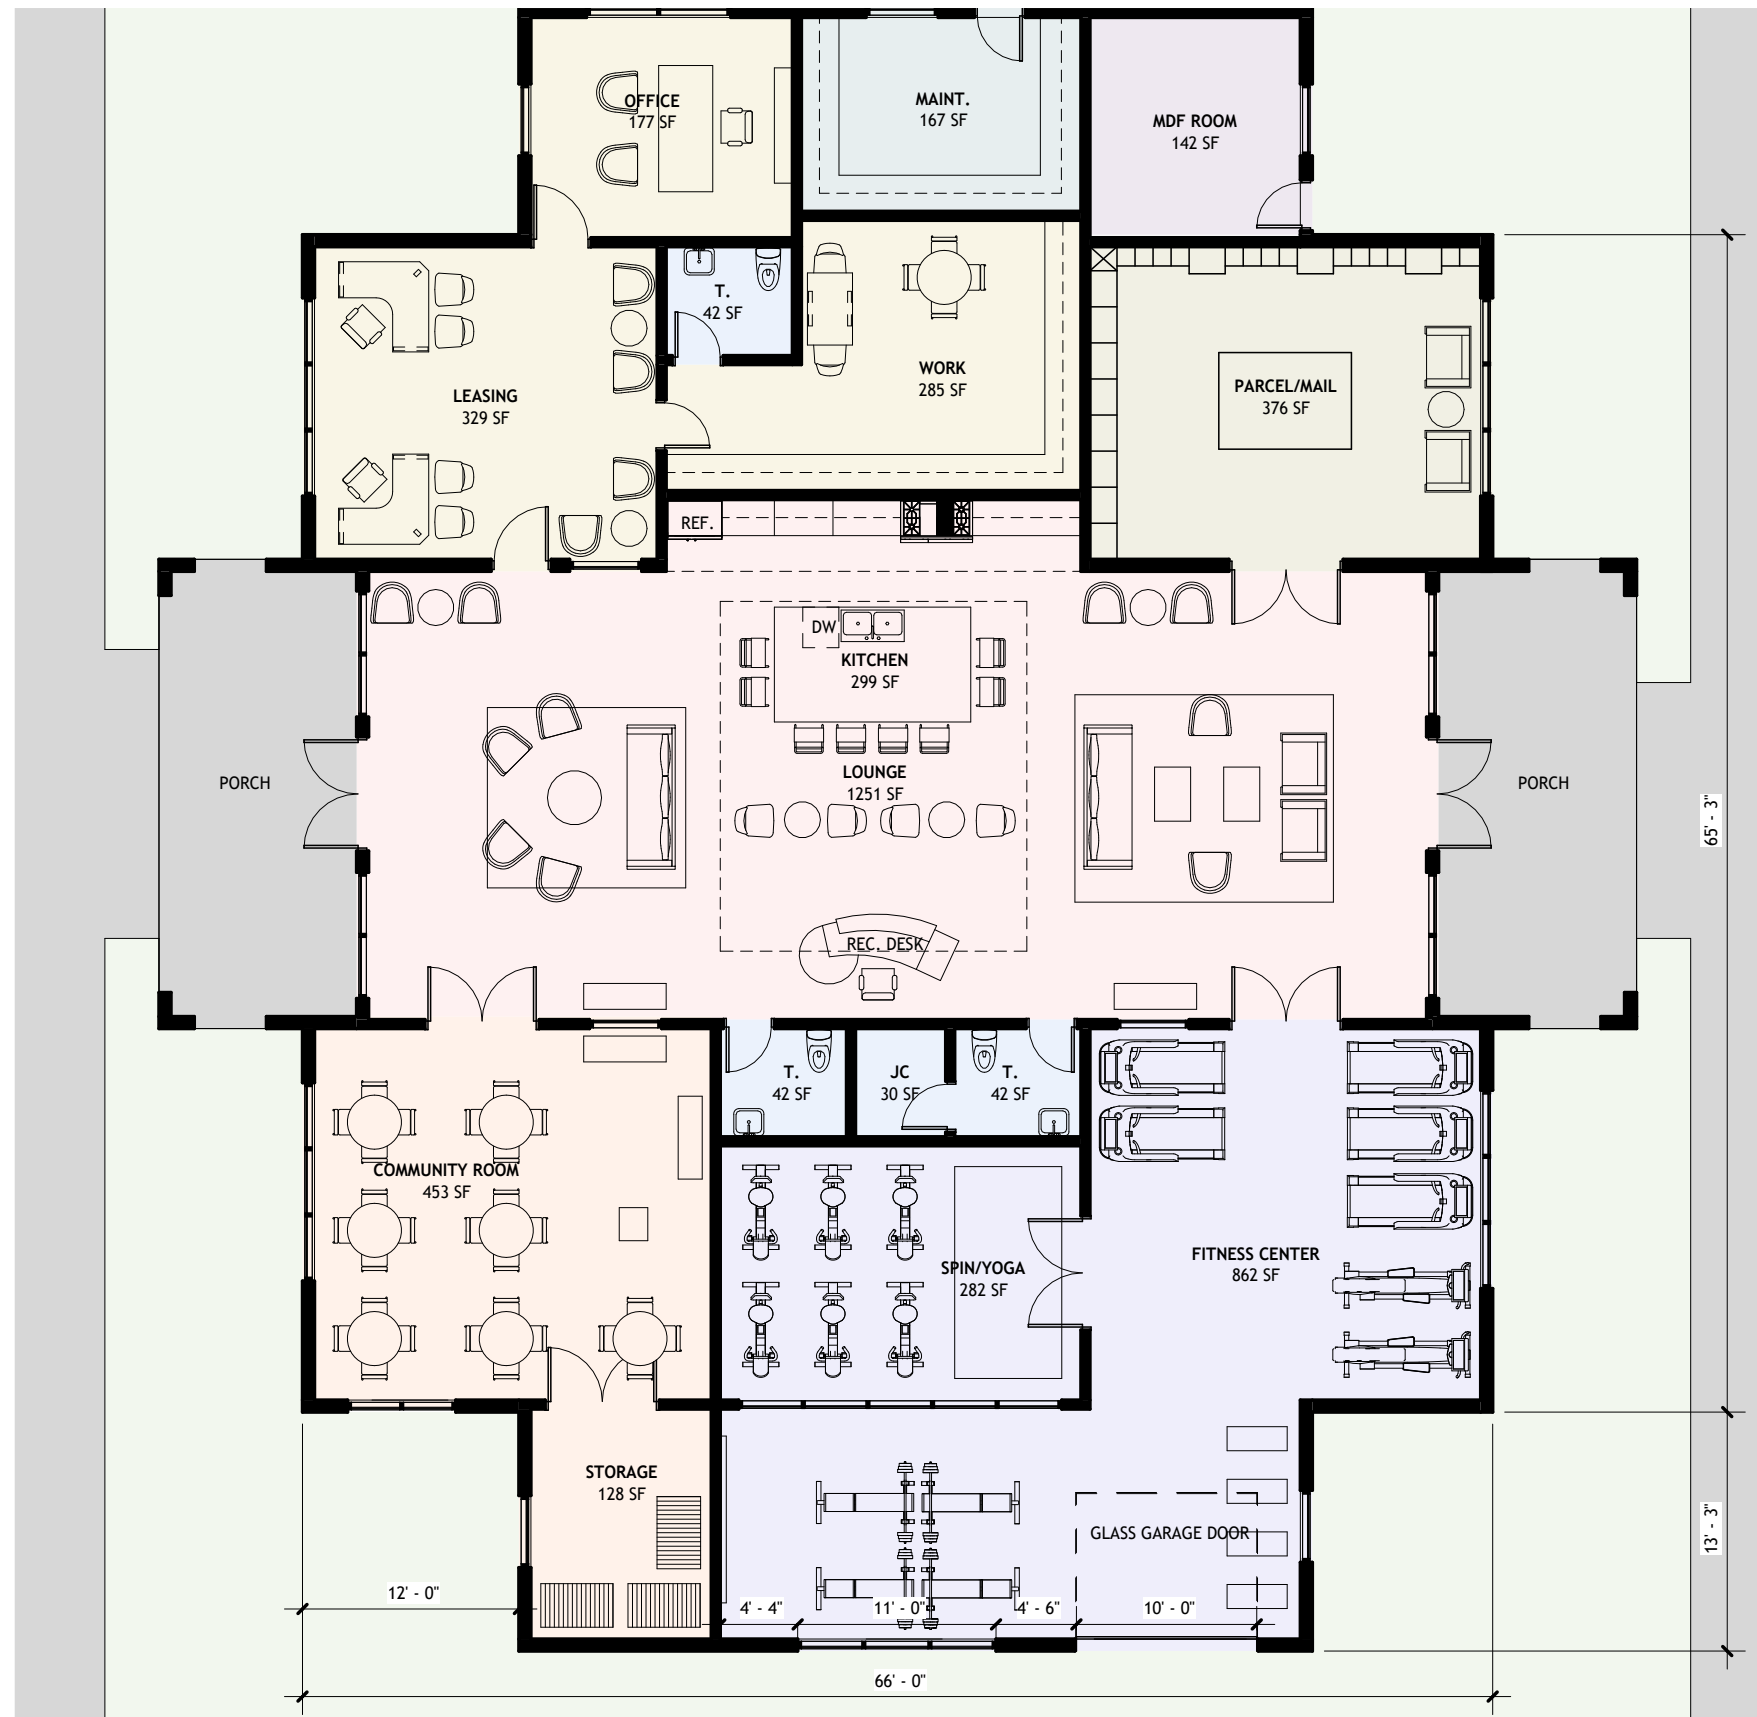 OFFICE
177 SF
MAINT.
167 SF
MDF ROOM
142 SF
T.
42 SF
LEASING
329 SF
WORK
285 SF
PARCEL/MAIL
376 SF
REF.
DW
KITCHEN
299 SF
LOUNGE
1251 SF
PORCH
PORCH
65' - 3"
REC. DESK
T.
42 SF
JC
30 SF
T.
42 SF
COMMUNITY ROOM
453 SF
SPIN/YOGA
282 SF
FITNESS CENTER
862 SF
STORAGE
128 SF
GLASS GARAGE DOOR
13' - 3"
12' - 0"
4' - 4"
11' - 0"
4' - 6"
10' - 0"
66' - 0"